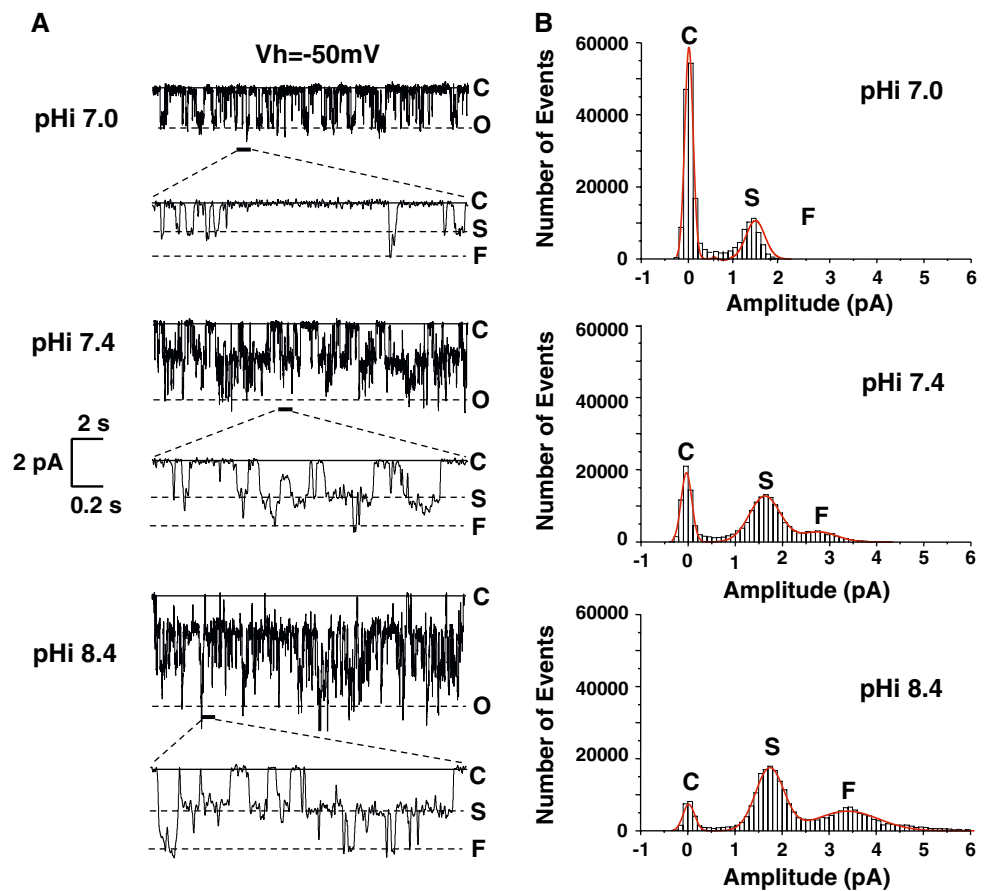 A
Vh=-50mV
pHi 7.0
C
O
C
S
F
pHi 7.4
C
O
2 s
2 pA
0.2 s
C
S
F
pHi 8.4
C
O
C
S
F
B
Number of Events
60000
40000
20000
0
C
S
F
pHi 7.0
-1 0 1 2 3 4 5 6
Amplitude (pA)
Number of Events
60000
40000
20000
0
C
S
F
pHi 7.4
-1 0 1 2 3 4 5 6
Amplitude (pA)
Number of Events
60000
40000
20000
0
C
S
F
pHi 8.4
-1 0 1 2 3 4 5 6
Amplitude (pA)